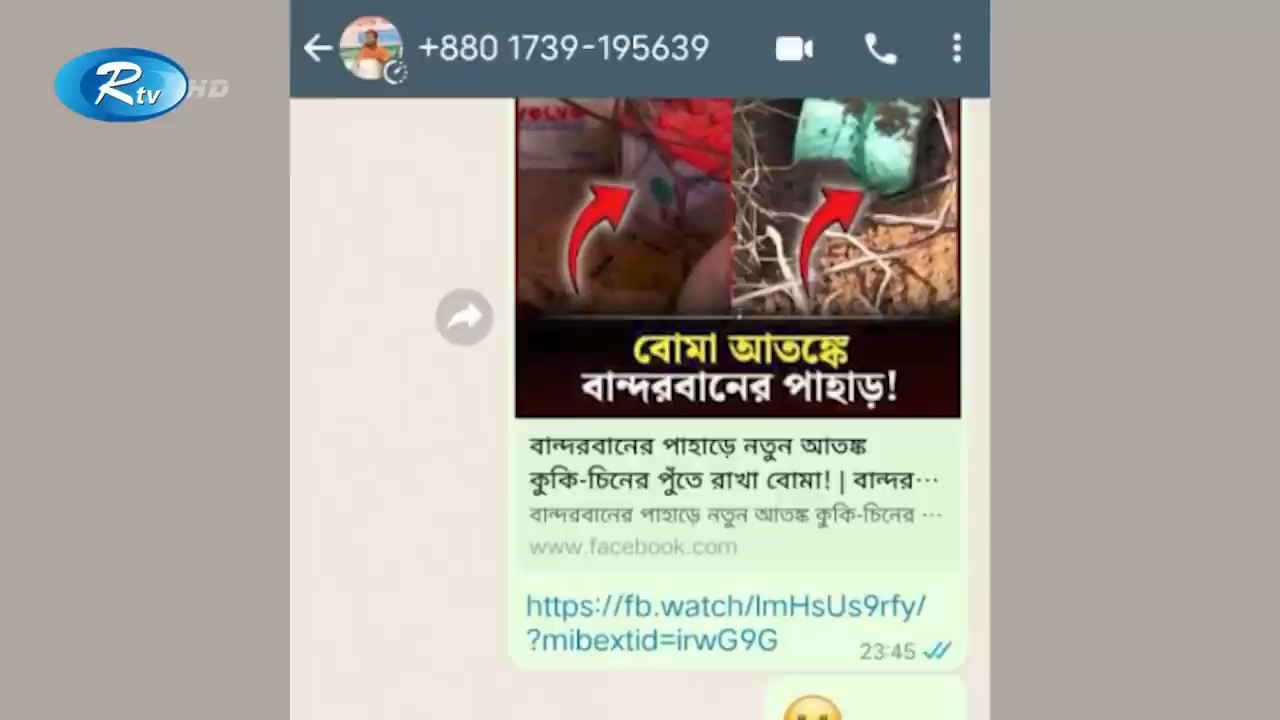 Rtv HD
+880 1739-195639
VOLVO
বোমা আতঙ্কে
বান্দরবানের পাহাড়!
বান্দরবানের পাহাড়ে নতুন আতঙ্ক
কুকি-চিনের পুঁতে রাখা বোমা! | বান্দর...
বান্দরবানের পাহাড়ে নতুন আতঙ্ক কুকি-চিনের ...
www.facebook.com
https://fb.watch/lmHsUs9rfy/
?mibextid=irwG9G
23:45